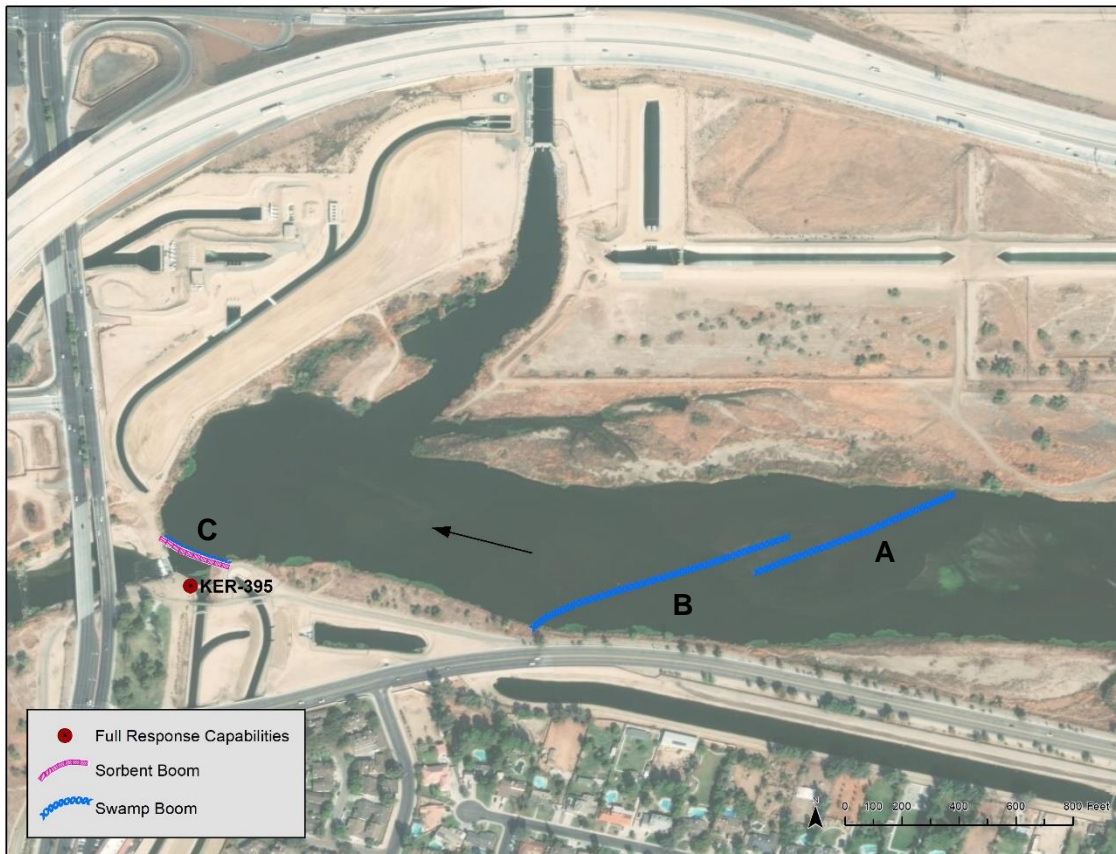 A
B
C
KER-395
Full Response Capabilities
Sorbent Boom
Swamp Boom
0 100 200 400 600 800 Feet